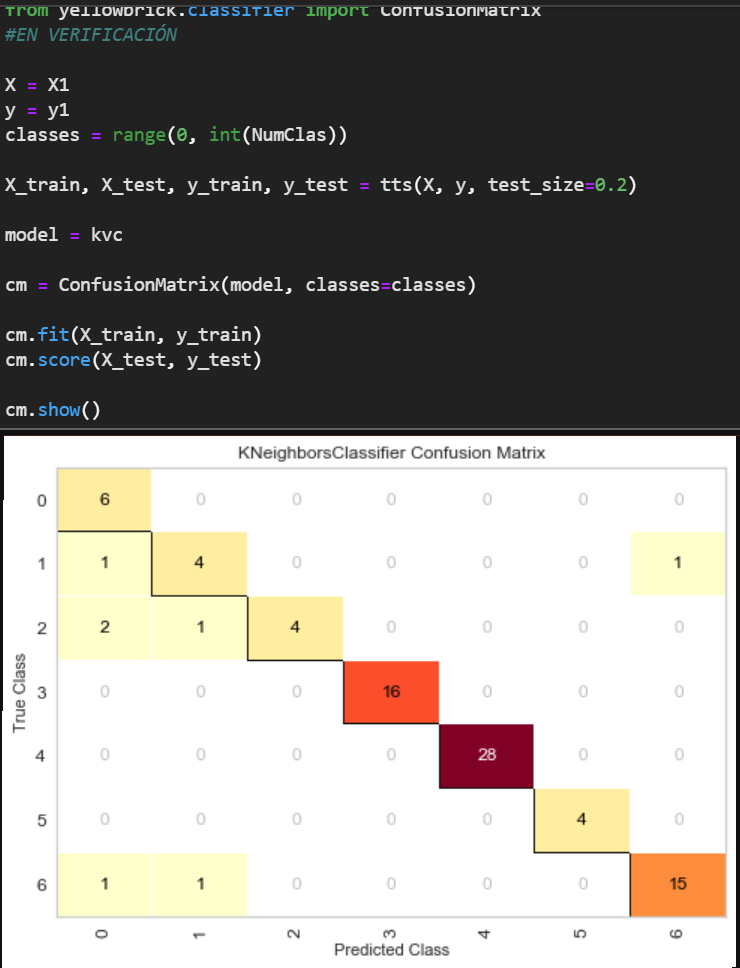 from yellowbrick.classifier import ConfusionMatrix
#EN VERIFICACIÓN
X = X1
y = y1
classes = range(0, int(NumClas))
X_train, X_test, y_train, y_test = tts(X, y, test_size=0.2)
model = kvc
cm = ConfusionMatrix(model, classes=classes)
cm.fit(X_train, y_train)
cm.score(X_test, y_test)
cm.show()
KNeighborsClassifier Confusion Matrix
0 6 0 0 0 0 0 0
1 1 4 0 0 0 0 1
2 2 1 4 0 0 0 0
3 0 0 0 16 0 0 0
4 0 0 0 0 28 0 0
5 0 0 0 0 0 4 0
6 1 1 0 0 0 0 15
True Class
0 1 2 3 4 5 6
Predicted Class